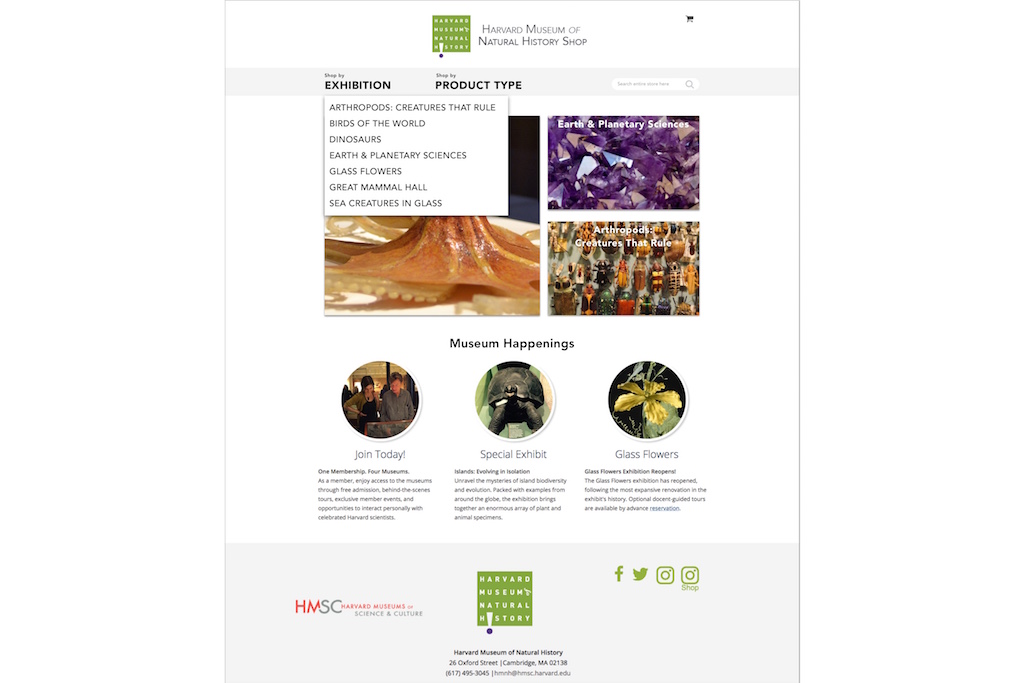 HARVARD
MUSEUM of
NATURAL
H!STORY
HARVARD MUSEUM OF
NATURAL HISTORY SHOP
Shop by
EXHIBITION
Shop by
PRODUCT TYPE
Search entire store here
ARTHROPODS: CREATURES THAT RULE
BIRDS OF THE WORLD
DINOSAURS
EARTH & PLANETARY SCIENCES
GLASS FLOWERS
GREAT MAMMAL HALL
SEA CREATURES IN GLASS
Earth & Planetary Sciences
Arthropods:
Creatures That Rule
Museum Happenings
Join Today!
One Membership. Four Museums.
As a member, enjoy access to the museums
through free admission, behind-the-scenes
tours, exclusive member events, and
opportunities to interact personally with
celebrated Harvard scientists.
Special Exhibit
Islands: Evolving in Isolation
Unravel the mysteries of island biodiversity
and evolution. Packed with examples from
around the globe, the exhibition brings
together an enormous array of plant and
animal specimens.
Glass Flowers
Glass Flowers Exhibition Reopens!
The Glass Flowers exhibition has reopened,
following the most expansive renovation in the
exhibit's history. Optional docent-guided tours
are available by advance reservation.
HMSC HARVARD MUSEUMS OF
SCIENCE & CULTURE
HARVARD
MUSEUM of
NATURAL
H!STORY
Shop
Harvard Museum of Natural History
26 Oxford Street |Cambridge, MA 02138
(617) 495-3045 |hmnh@hmsc.harvard.edu